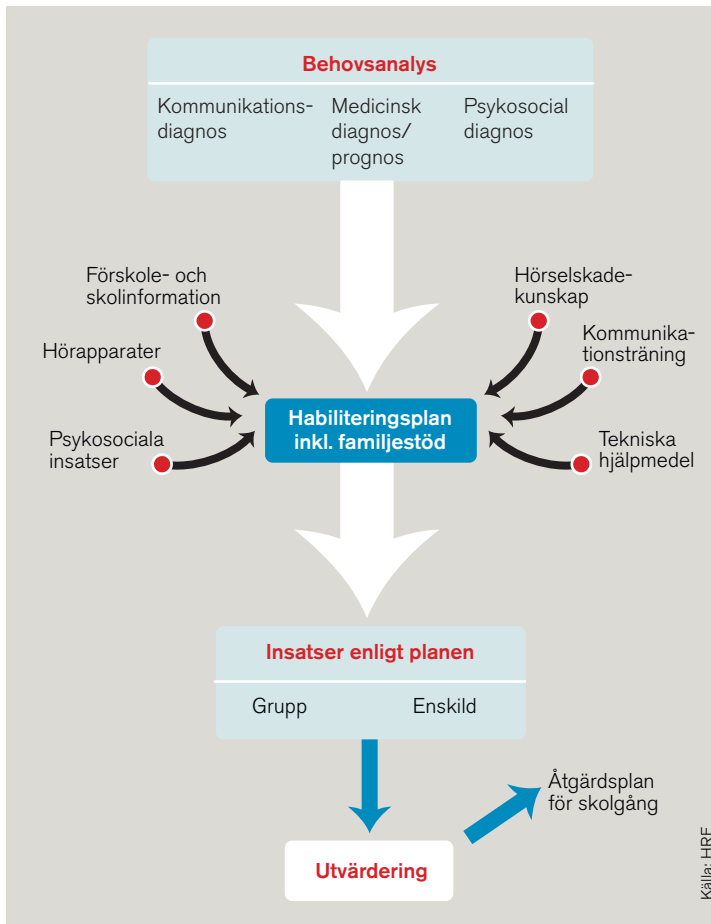 Behovsanalys
Kommunikations-
diagnos
Medicinsk
diagnos/
prognos
Psykosocial
diagnos
Förskole- och
skolinformation
Hörapparater
Psykosociala
insatser
Hörselskade-
kunskap
Kommunika-
tionsträning
Tekniska
hjälpmedel
Habiliteringsplan
inkl. familjestöd
Insatser enligt planen
Grupp
Enskild
Åtgärdsplan
för skolgång
Utvärdering
Källa: HRF